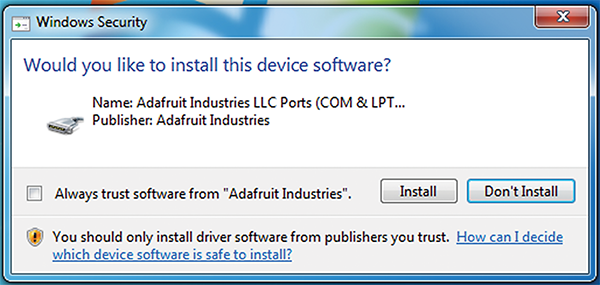 Windows Security
Would you like to install this device software?
Name: Adafruit Industries LLC Ports (COM & LPT...
Publisher: Adafruit Industries
Always trust software from "Adafruit Industries".
Install
Don't Install
You should only install driver software from publishers you trust. How can I decide
which device software is safe to install?